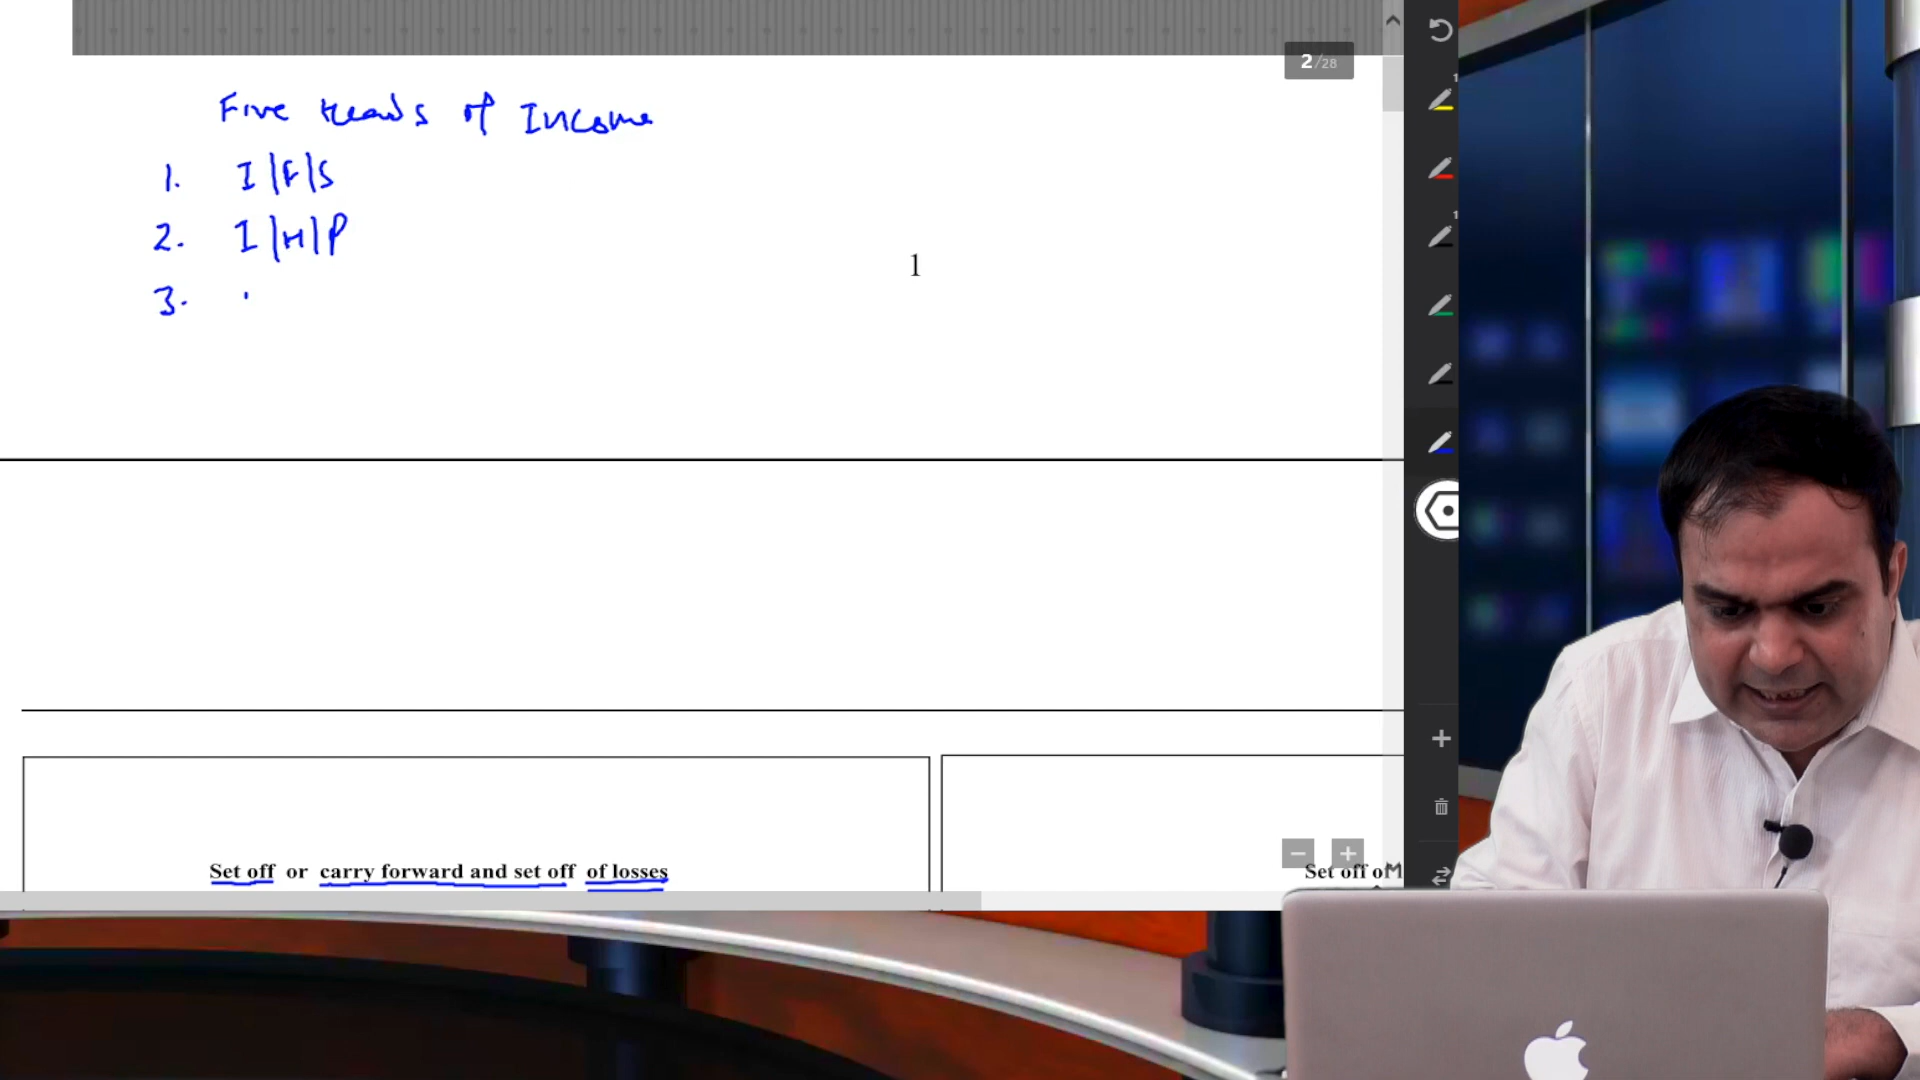 2/28
Five Heads of Income
1. I|F|S
2. I|H|P
1
3.
Set off or carry forward and set off of losses
Set off of